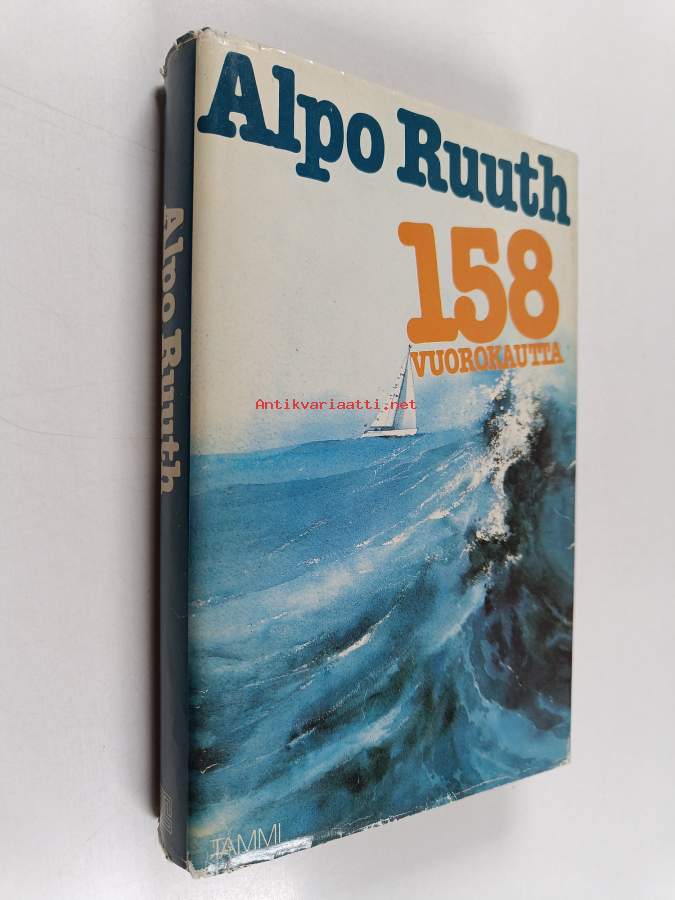 Alpo Ruuth
158
VUOROKAUTTA
Antikvariaatti.net
TAMMI
Alpo Ruuth